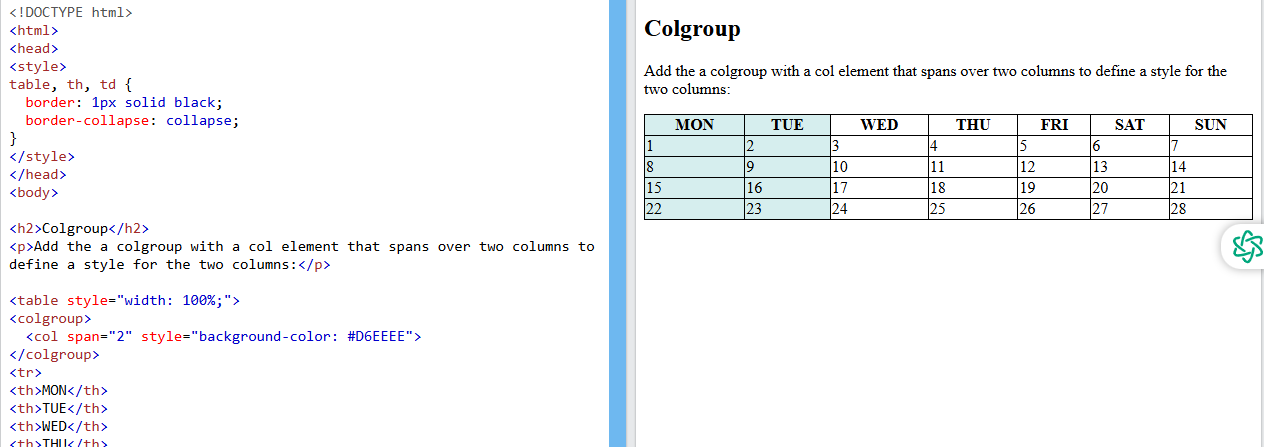 <!DOCTYPE html>
<html>
<head>
<style>
table, th, td {
  border: 1px solid black;
  border-collapse: collapse;
}
</style>
</head>
<body>
<h2>Colgroup</h2>
<p>Add the a colgroup with a col element that spans over two columns to
define a style for the two columns:</p>
<table style="width: 100%;">
<colgroup>
  <col span="2" style="background-color: #D6EEEE">
</colgroup>
<tr>
<th>MON</th>
<th>TUE</th>
<th>WED</th>
<th>THU</th>
Colgroup
Add the a colgroup with a col element that spans over two columns to define a style for the
two columns:
MON TUE WED THU FRI SAT SUN
1 2 3 4 5 6 7
8 9 10 11 12 13 14
15 16 17 18 19 20 21
22 23 24 25 26 27 28